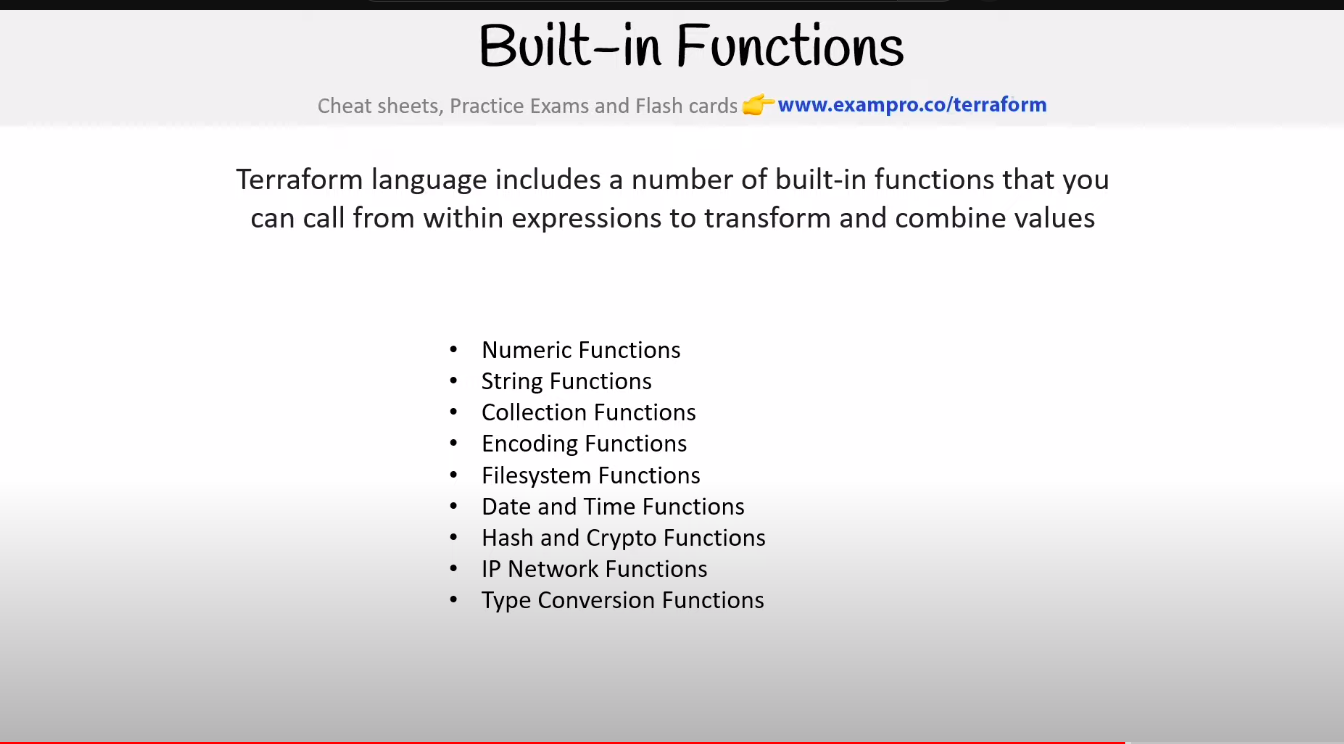 Built-in Functions
Cheat sheets, Practice Exams and Flash cards 👉 www.exampro.co/terraform
Terraform language includes a number of built-in functions that you
can call from within expressions to transform and combine values
• Numeric Functions
• String Functions
• Collection Functions
• Encoding Functions
• Filesystem Functions
• Date and Time Functions
• Hash and Crypto Functions
• IP Network Functions
• Type Conversion Functions